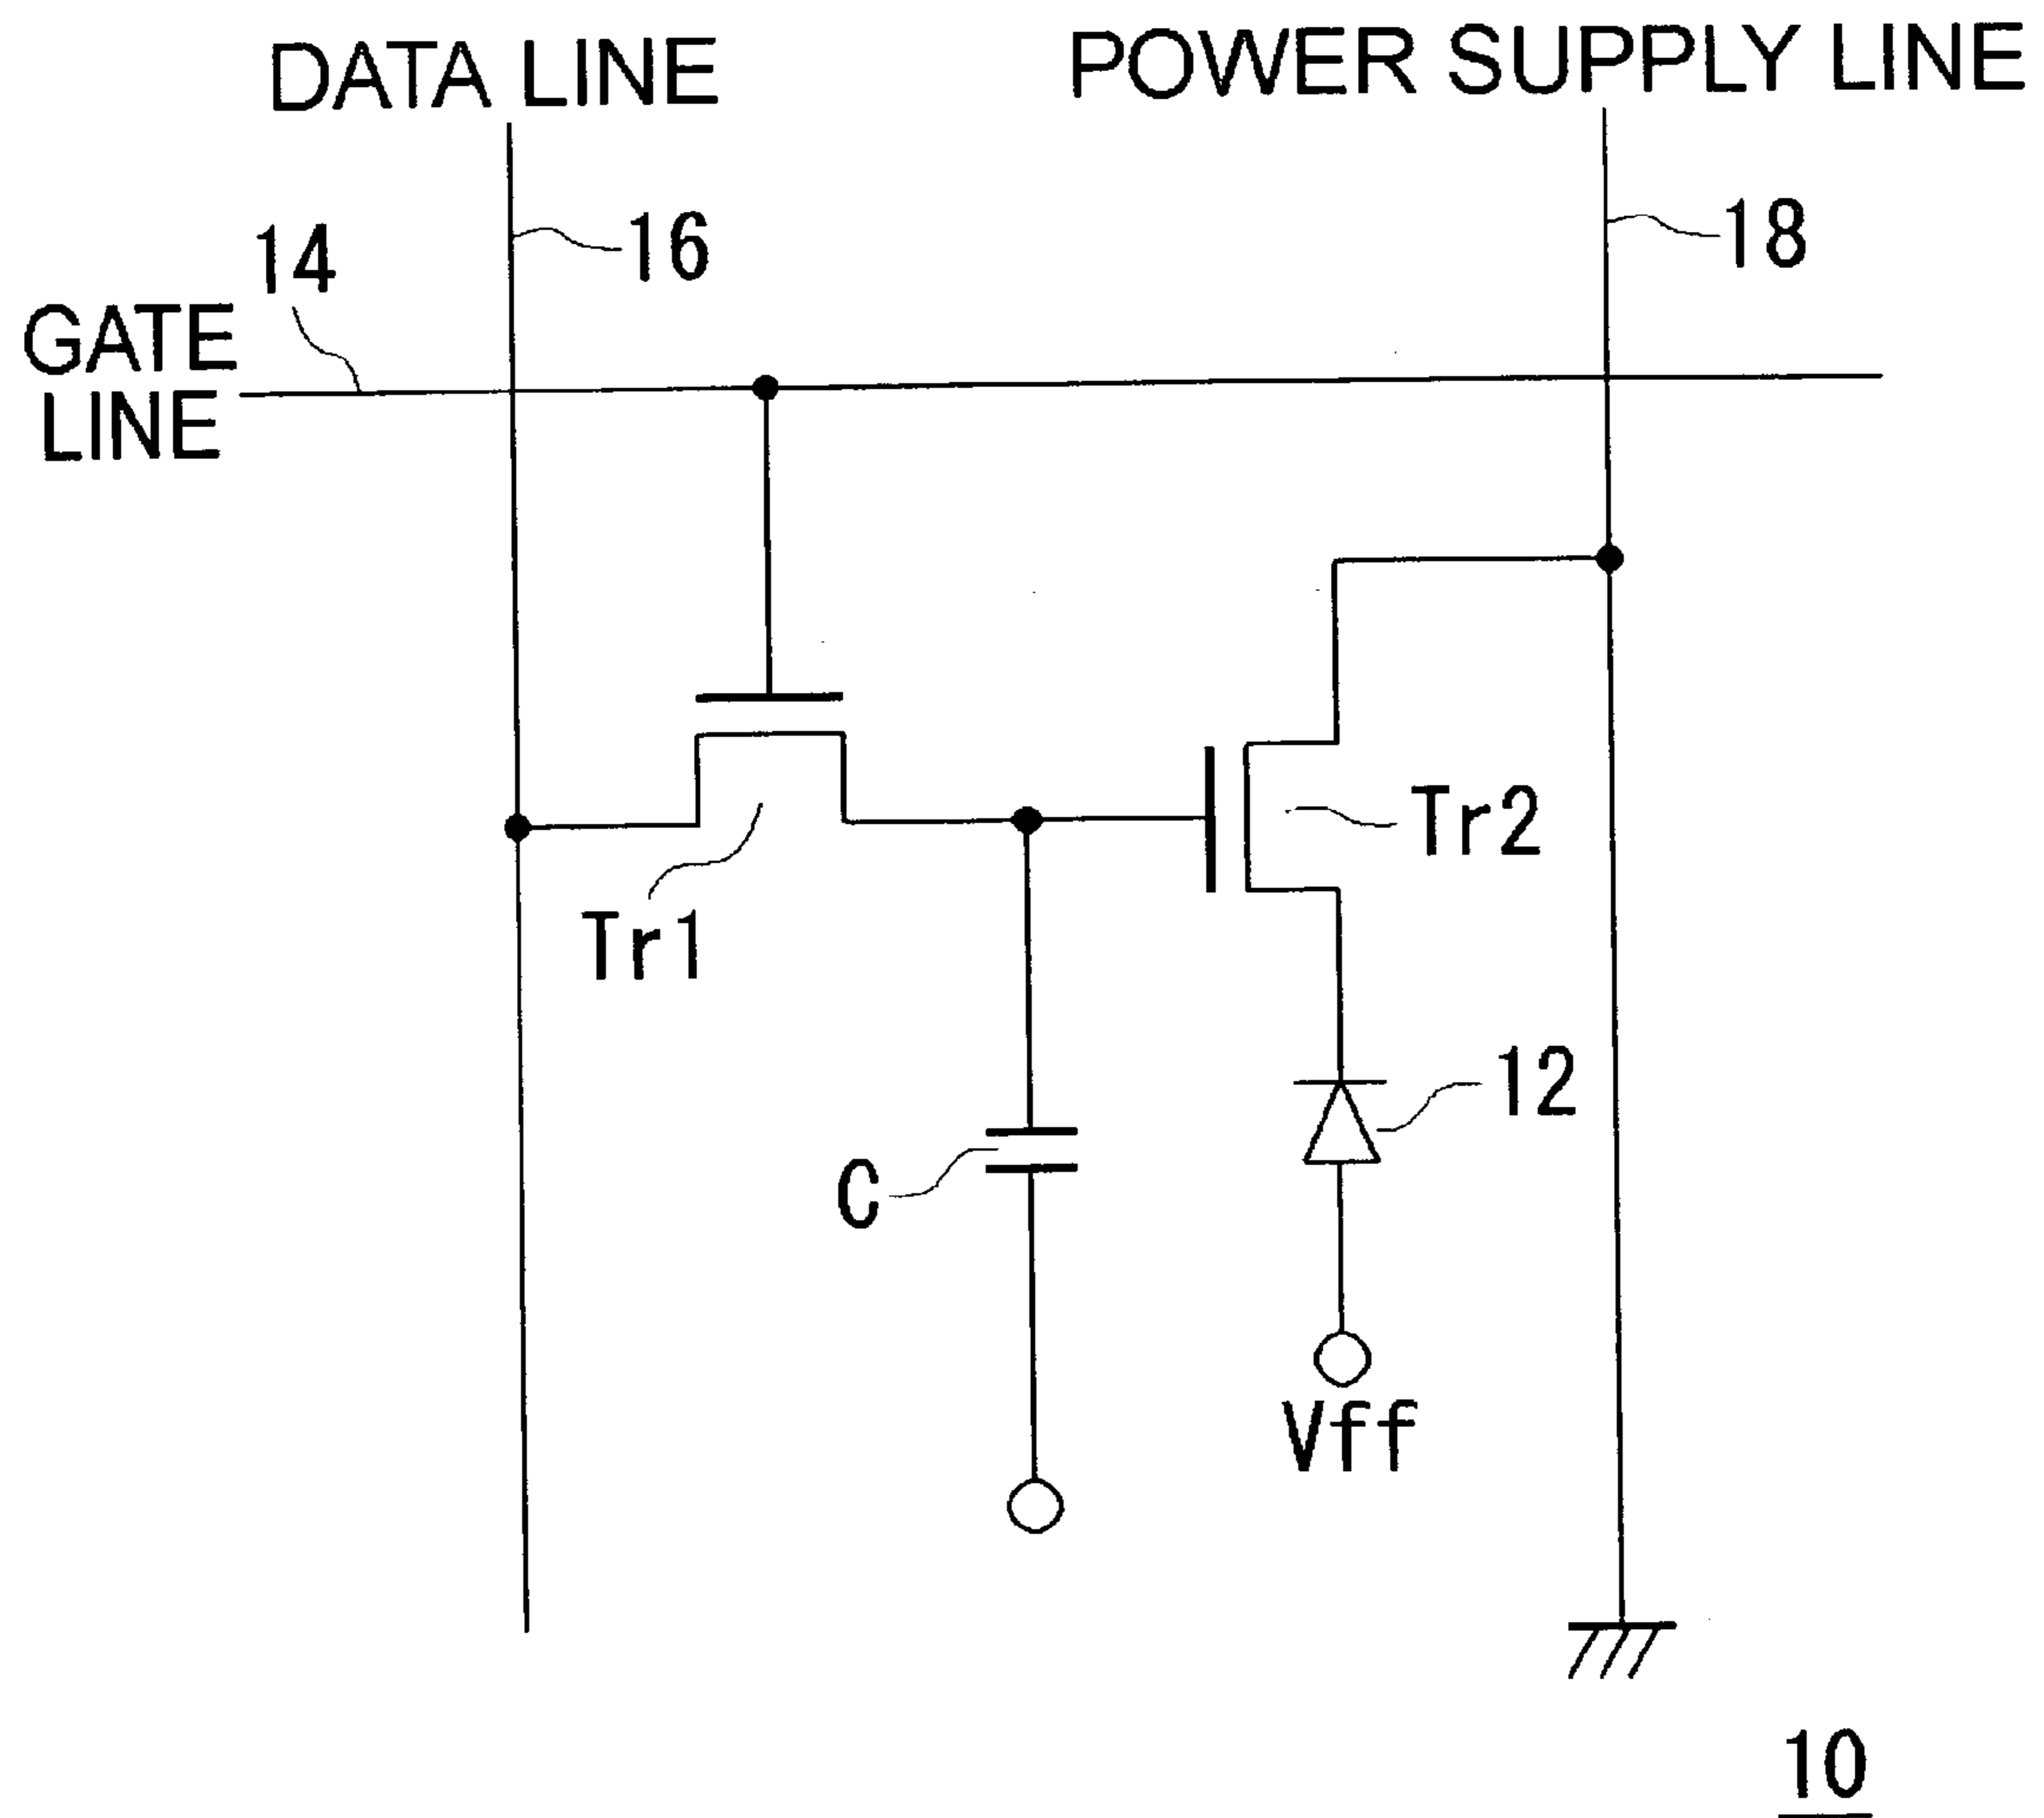 DATA LINE
POWER SUPPLY LINE
14
16
18
GATE
LINE
Tr1
Tr2
12
C
Vff
10